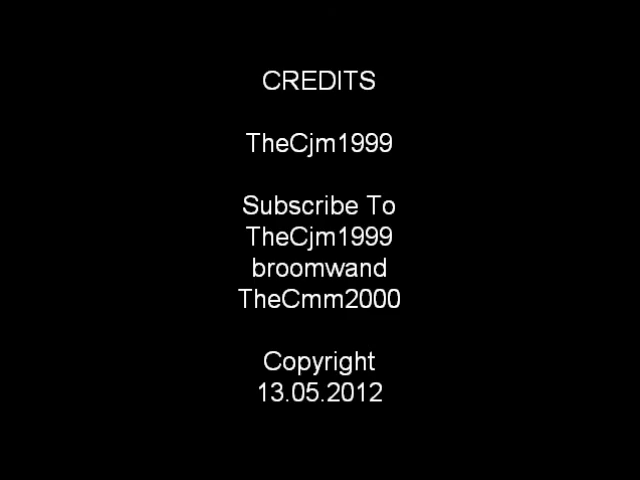 CREDITS
TheCjm1999
Subscribe To
TheCjm1999
broomwand
TheCmm2000
Copyright
13.05.2012